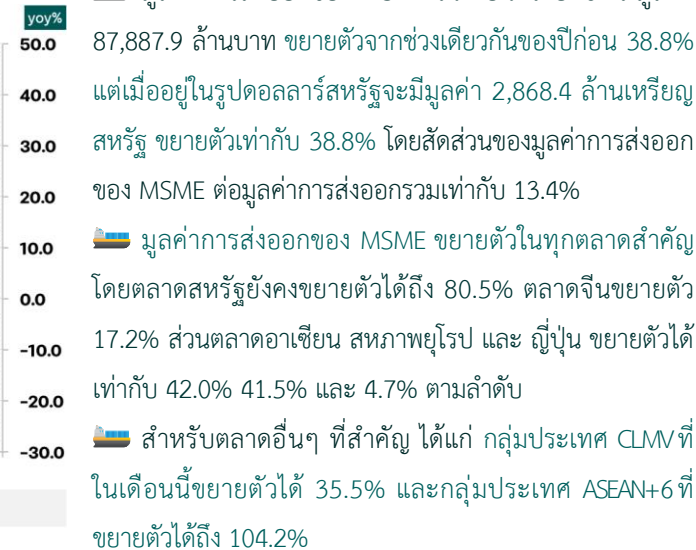 yoy%
50.0
40.0
30.0
20.0
10.0
0.0
-10.0
-20.0
-30.0
87,887.9 ล้านบาท ขยายตัวจากช่วงเดียวกันของปีก่อน 38.8%
แต่เมื่ออยู่ในรูปดอลลาร์สหรัฐจะมีมูลค่า 2,868.4 ล้านเหรียญ
สหรัฐ ขยายตัวเท่ากับ 38.8% โดยสัดส่วนของมูลค่าการส่งออก
ของ MSME ต่อมูลค่าการส่งออกรวมเท่ากับ 13.4%
มูลค่าการส่งออกของ MSME ขยายตัวในทุกตลาดสำคัญ
โดยตลาดสหรัฐยังคงขยายตัวได้ถึง 80.5% ตลาดจีนขยายตัว
17.2% ส่วนตลาดอาเซียน สหภาพยุโรป และ ญี่ปุ่น ขยายตัวได้
เท่ากับ 42.0% 41.5% และ 4.7% ตามลำดับ
สำหรับตลาดอื่นๆ ที่สำคัญ ได้แก่ กลุ่มประเทศ CLMV ที่
ในเดือนนี้ขยายตัวได้ 35.5% และกลุ่มประเทศ ASEAN+6 ที่
ขยายตัวได้ถึง 104.2%